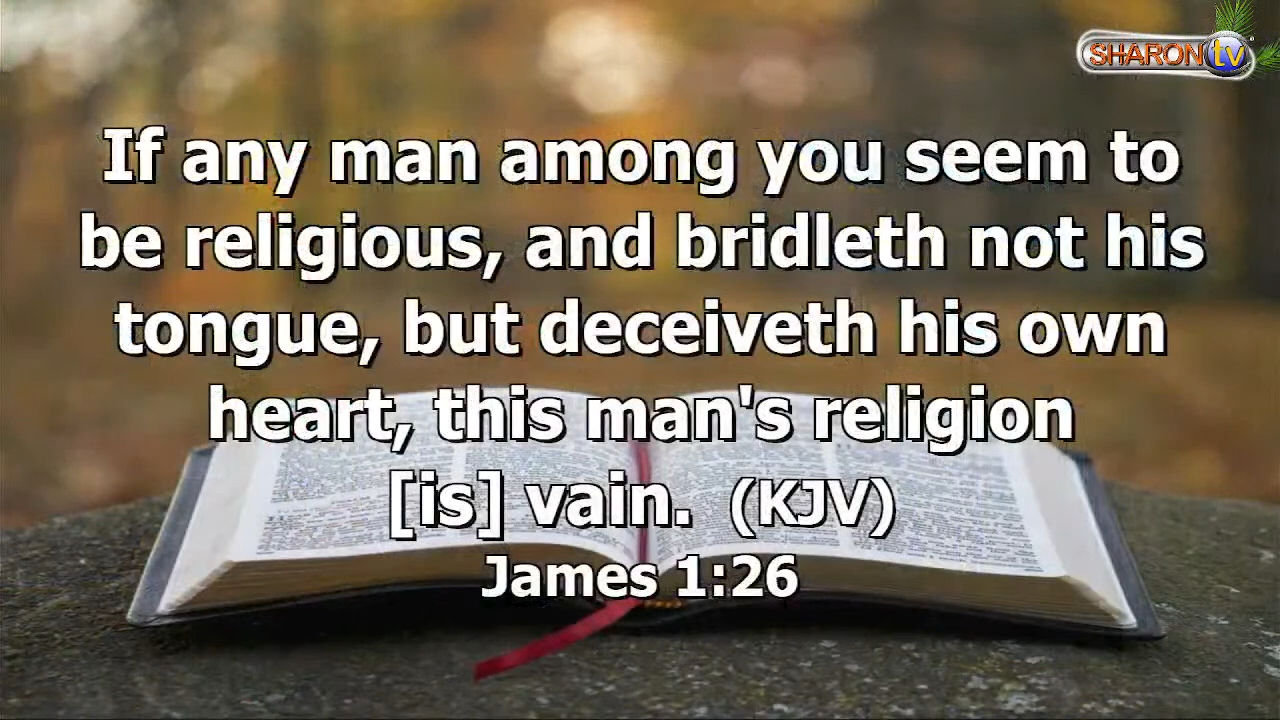 SHARON tv
If any man among you seem to
be religious, and bridleth not his
tongue, but deceiveth his own
heart, this man's religion
[is] vain. (KJV)
James 1:26